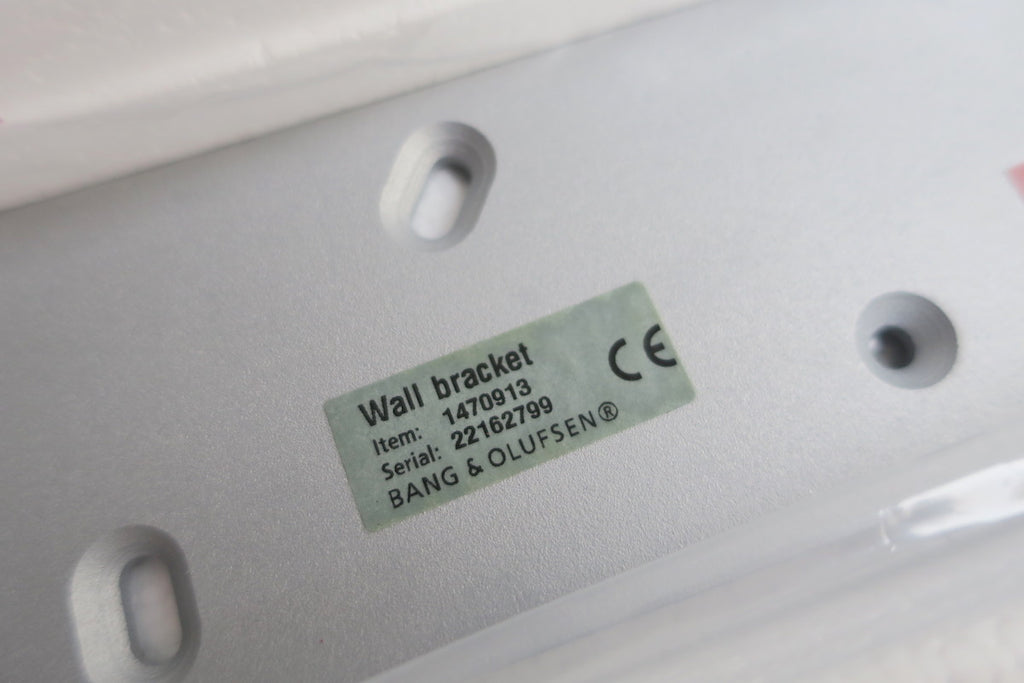 Wall bracket
Item: 1470913
Serial: 22162799
BANG & OLUFSEN®
CE